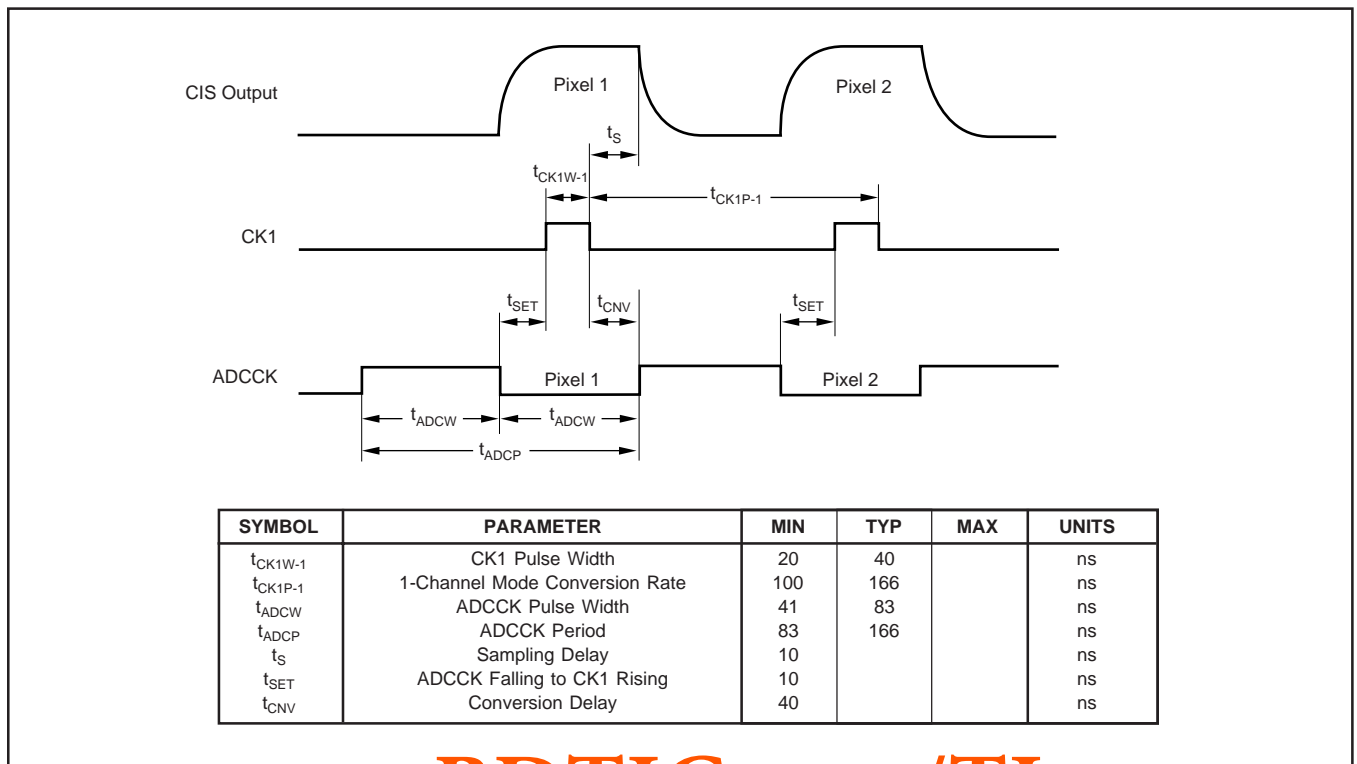 CIS Output
Pixel 1
Pixel 2
tS
tCK1W-1
tCK1P-1
CK1
tSET
tCNV
tSET
ADCCK
Pixel 1
Pixel 2
tADCW
tADCW
tADCP
SYMBOL PARAMETER MIN TYP MAX UNITS
tCK1W-1 CK1 Pulse Width 20 40 ns
tCK1P-1 1-Channel Mode Conversion Rate 100 166 ns
tADCW ADCCK Pulse Width 41 83 ns
tADCP ADCCK Period 83 166 ns
tS Sampling Delay 10 ns
tSET ADCCK Falling to CK1 Rising 10 ns
tCNV Conversion Delay 40 ns